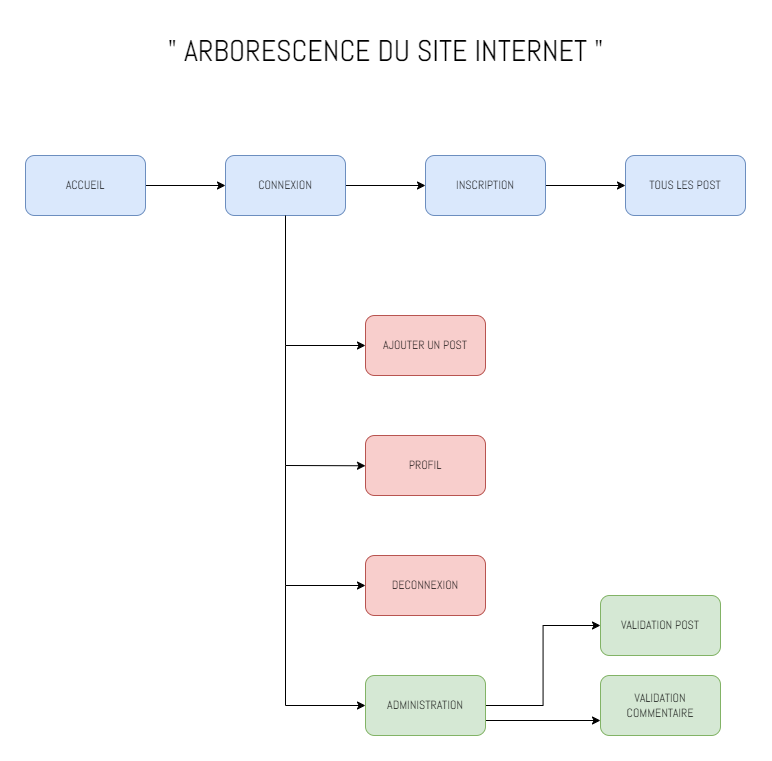 " ARBORESCENCE DU SITE INTERNET "
ACCUEIL
CONNEXION
INSCRIPTION
TOUS LES POST
AJOUTER UN POST
PROFIL
DECONNEXION
VALIDATION POST
ADMINISTRATION
VALIDATION
COMMENTAIRE